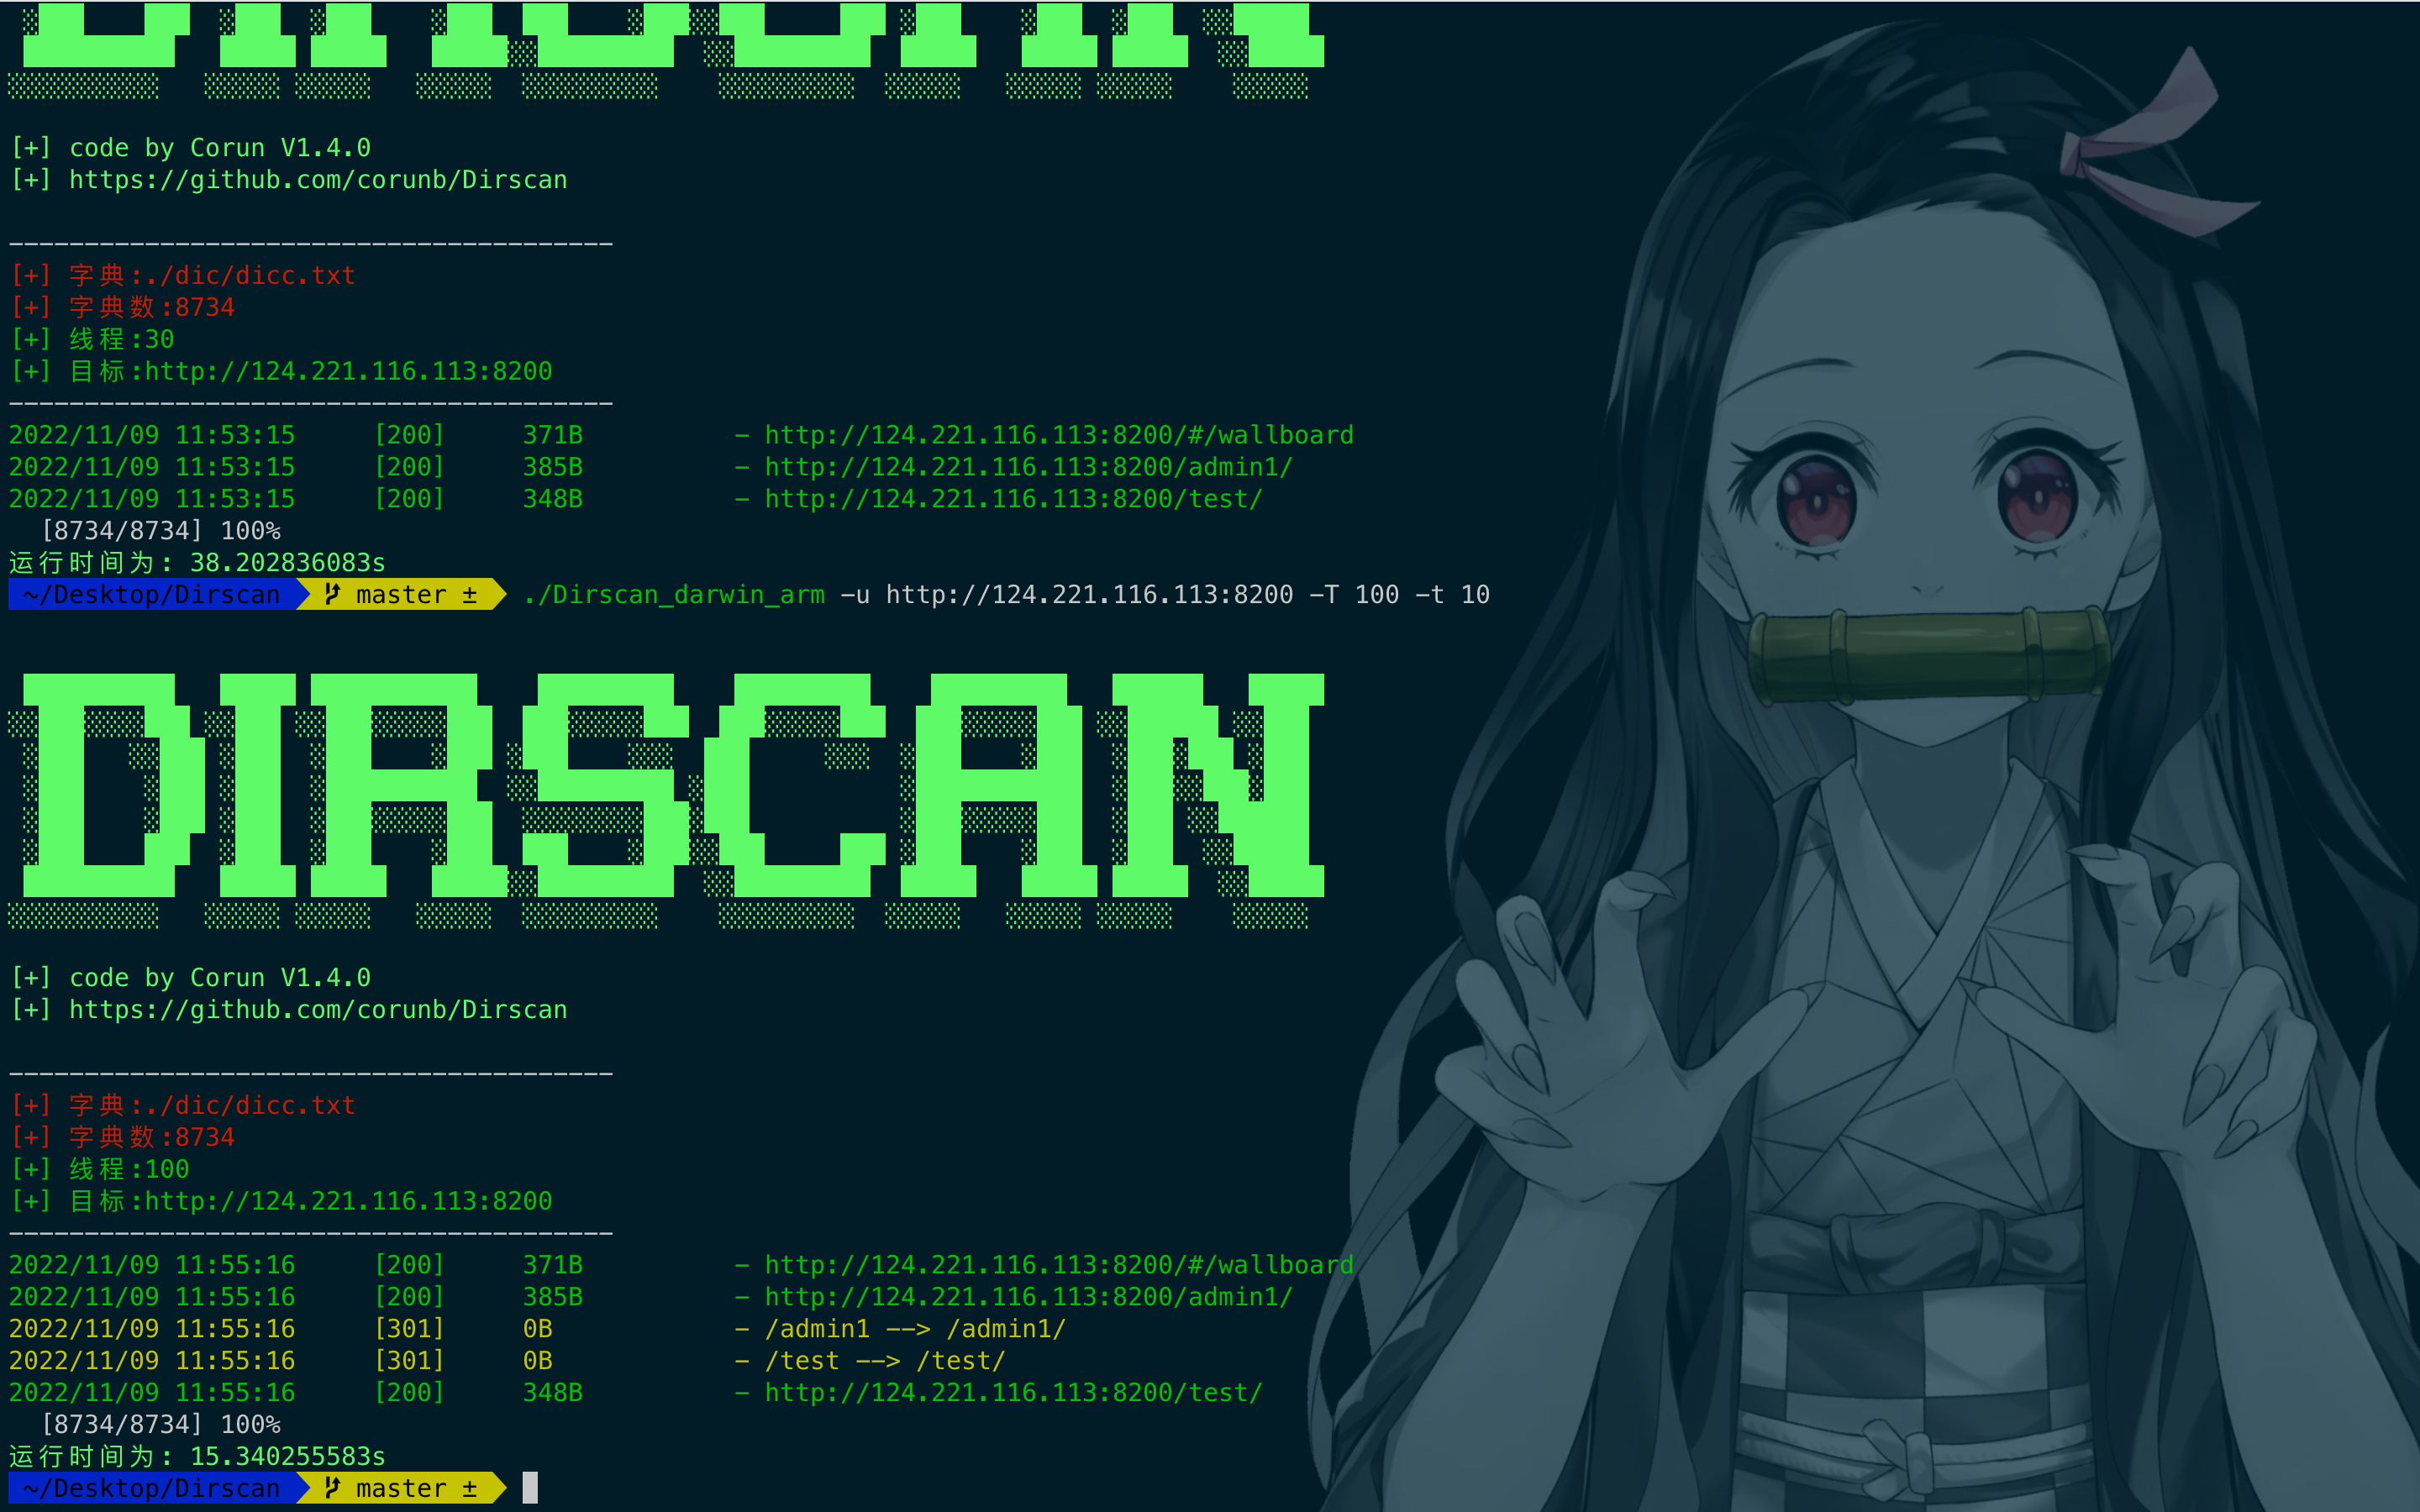 [+] code by Corun V1.4.0
[+] https://github.com/corunb/Dirscan
----------------------------------------
[+] 字典:./dic/dicc.txt
[+] 字典数:8734
[+] 线程:30
[+] 目标:http://124.221.116.113:8200
----------------------------------------
2022/11/09 11:53:15 [200] 371B - http://124.221.116.113:8200/#/wallboard
2022/11/09 11:53:15 [200] 385B - http://124.221.116.113:8200/admin1/
2022/11/09 11:53:15 [200] 348B - http://124.221.116.113:8200/test/
[8734/8734] 100%
运行时间为: 38.202836083s
~/Desktop/Dirscan master ± ./Dirscan_darwin_arm -u http://124.221.116.113:8200 -T 100 -t 10
DIRSCAN
[+] code by Corun V1.4.0
[+] https://github.com/corunb/Dirscan
----------------------------------------
[+] 字典:./dic/dicc.txt
[+] 字典数:8734
[+] 线程:100
[+] 目标:http://124.221.116.113:8200
----------------------------------------
2022/11/09 11:55:16 [200] 371B - http://124.221.116.113:8200/#/wallboard
2022/11/09 11:55:16 [200] 385B - http://124.221.116.113:8200/admin1/
2022/11/09 11:55:16 [301] 0B - /admin1 --> /admin1/
2022/11/09 11:55:16 [301] 0B - /test --> /test/
2022/11/09 11:55:16 [200] 348B - http://124.221.116.113:8200/test/
[8734/8734] 100%
运行时间为: 15.340255583s
~/Desktop/Dirscan master ±